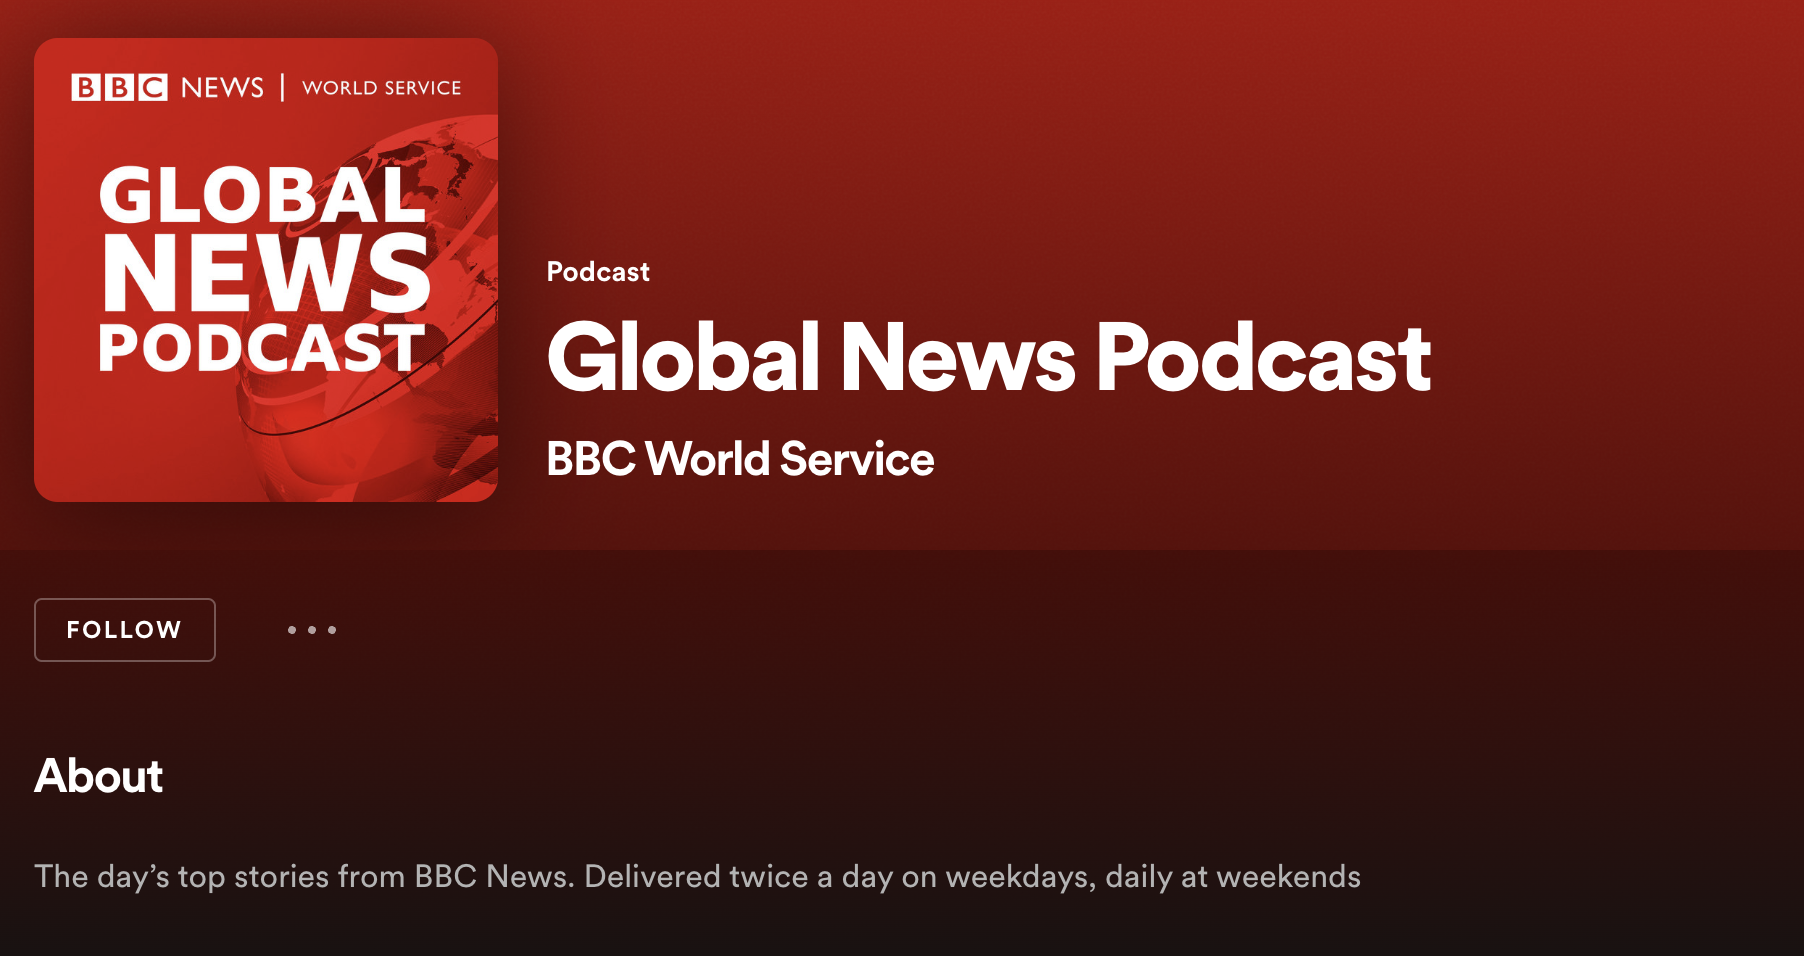 BBC NEWS | WORLD SERVICE
GLOBAL
NEWS
PODCAST
Podcast
Global News Podcast
BBC World Service
FOLLOW
About
The day’s top stories from BBC News. Delivered twice a day on weekdays, daily at weekends